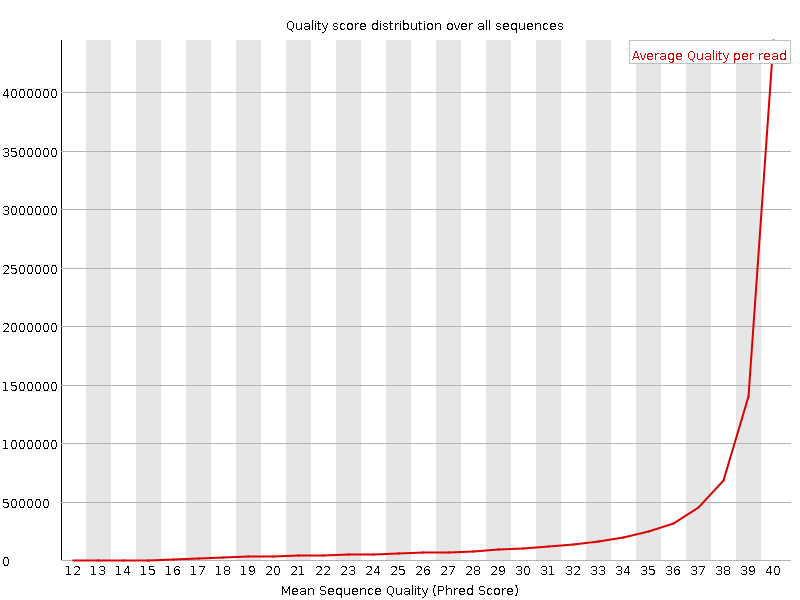 Quality score distribution over all sequences
Average Quality per read
4000000
3500000
3000000
2500000
2000000
1500000
1000000
500000
0
12 13 14 15 16 17 18 19 20 21 22 23 24 25 26 27 28 29 30 31 32 33 34 35 36 37 38 39 40
Mean Sequence Quality (Phred Score)